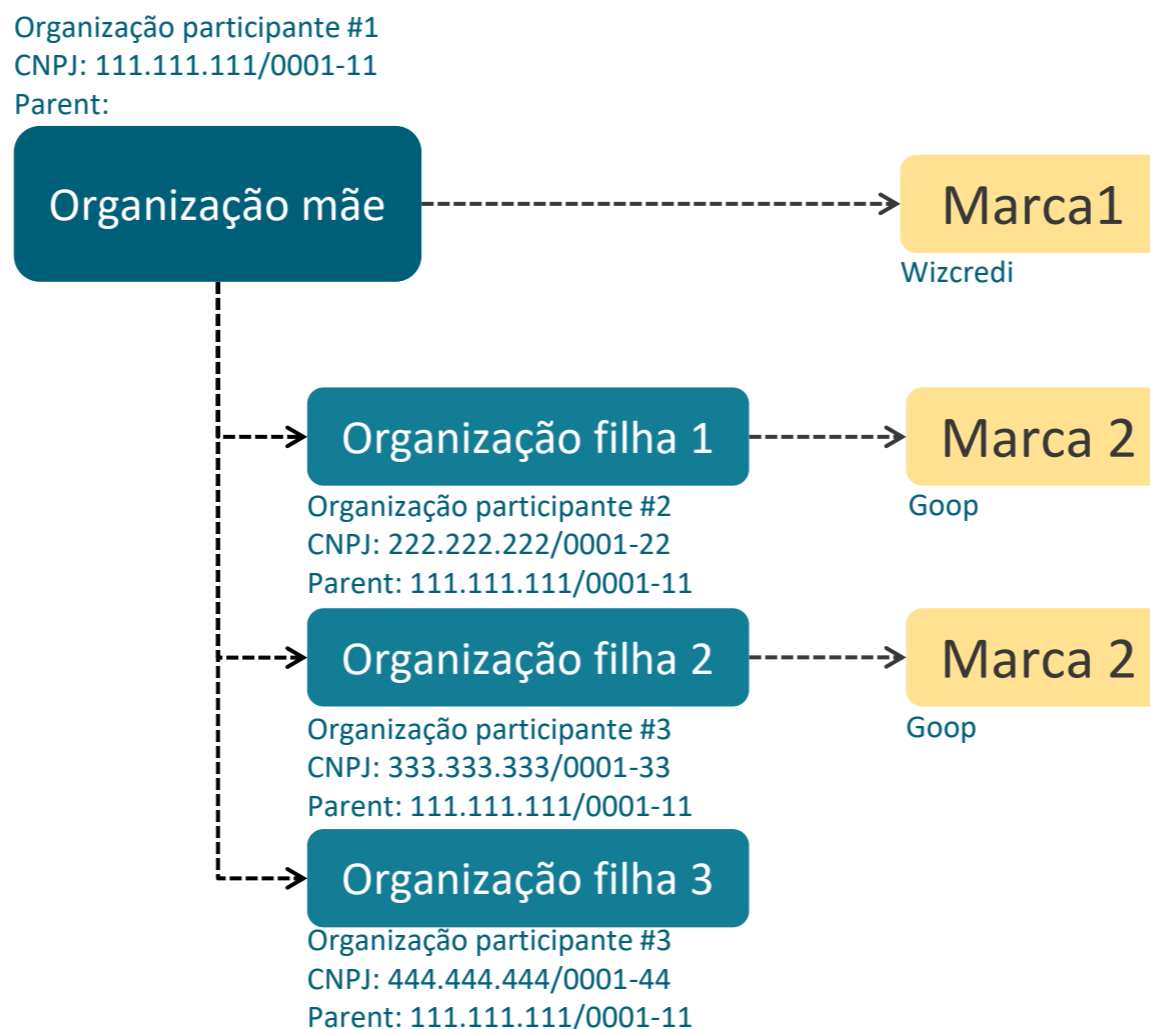 Organização participante #1
CNPJ: 111.111.111/0001-11
Parent:
Organização mãe
Marca1
Wizcredi
Organização filha 1
Marca 2
Organização participante #2
Goop
CNPJ: 222.222.222/0001-22
Parent: 111.111.111/0001-11
Organização filha 2
Marca 2
Organização participante #3
Goop
CNPJ: 333.333.333/0001-33
Parent: 111.111.111/0001-11
Organização filha 3
Organização participante #3
CNPJ: 444.444.444/0001-44
Parent: 111.111.111/0001-11